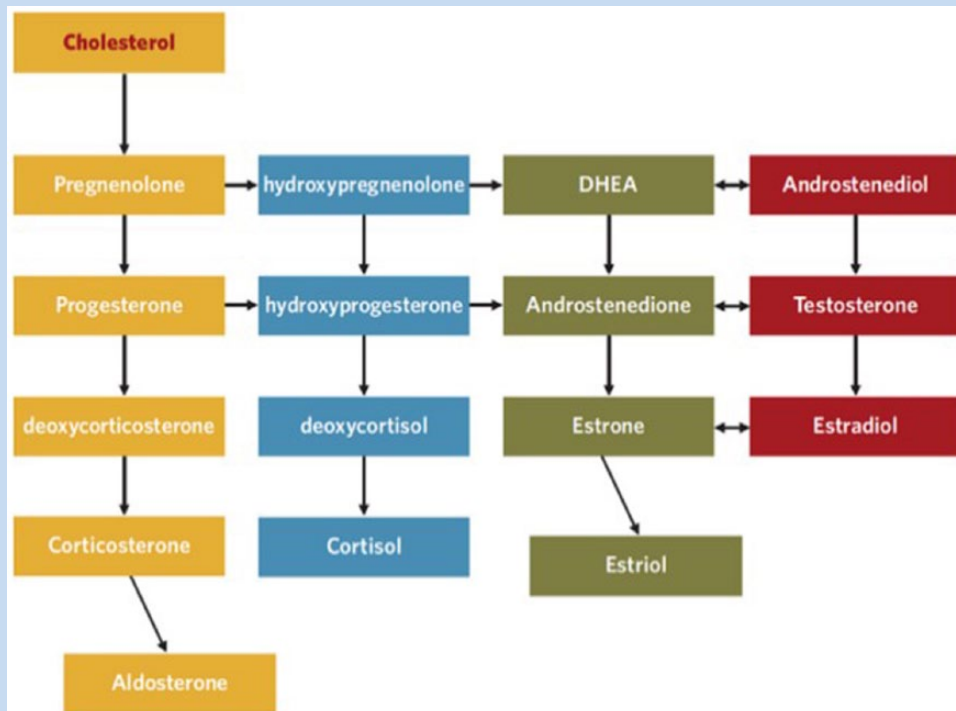 Cholesterol
Pregnenolone
hydroxypregnenolone
DHEA
Androstenediol
Progesterone
hydroxyprogesterone
Androstenedione
Testosterone
deoxycorticosterone
deoxycortisol
Estrone
Estradiol
Corticosterone
Cortisol
Estriol
Aldosterone